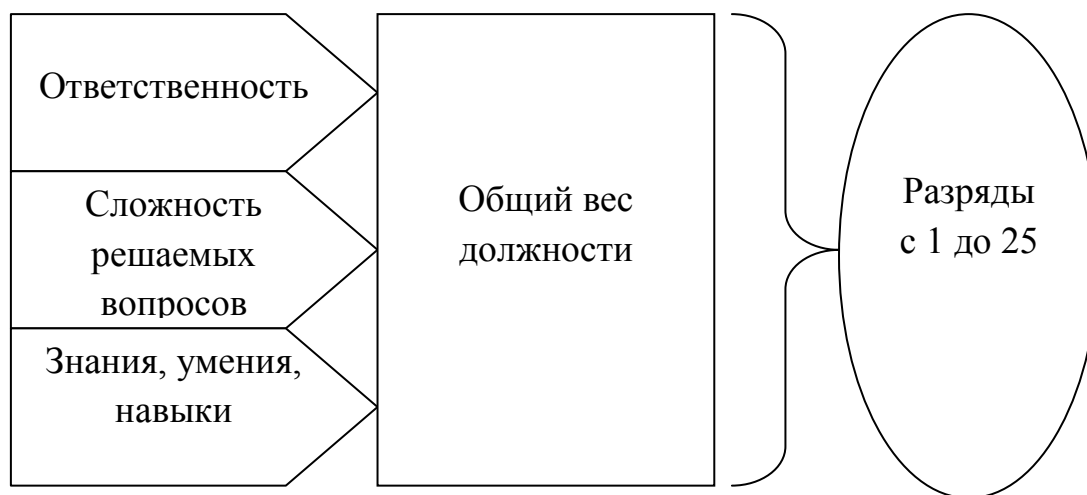 Ответственность
Сложность
решаемых
вопросов
Знания, умения,
навыки
Общий вес
должности
Разряды
с 1 до 25